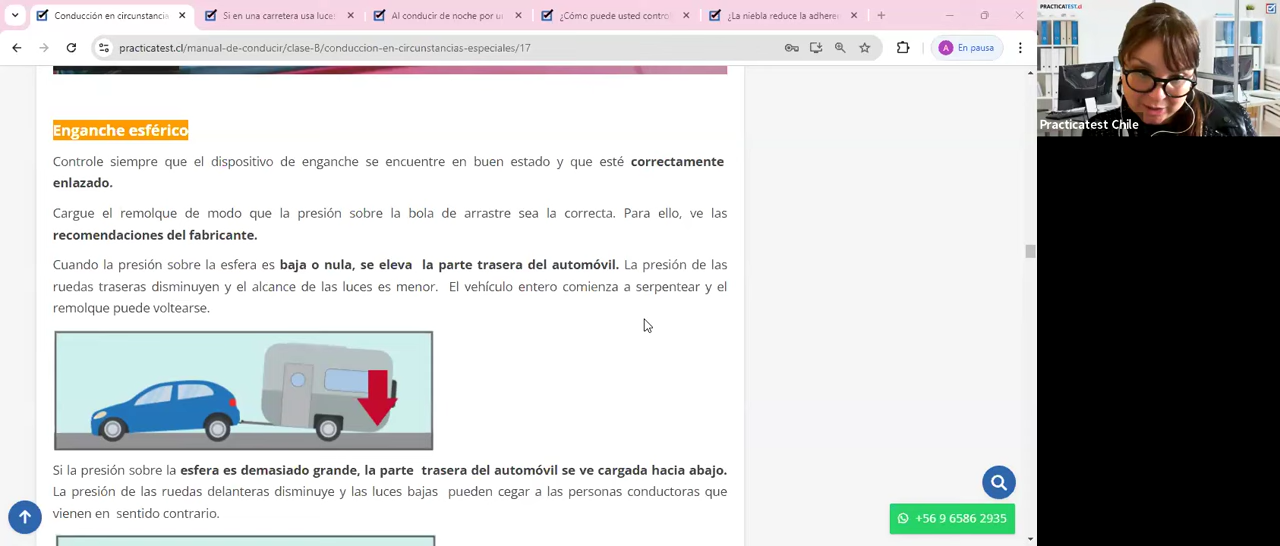 Conducción en circunstancia
Si en una carretera usa luces
Al conducir de noche por un
¿Cómo puede usted contro
¿La niebla reduce la adheren
practicatest.cl/manual-de-conducir/clase-B/conduccion-en-circunstancias-especiales/17
A En pausa
PRACTICATEST.cl
Practicatest Chile
Enganche esférico
Controle siempre que el dispositivo de enganche se encuentre en buen estado y que esté correctamente
enlazado.
Cargue el remolque de modo que la presión sobre la bola de arrastre sea la correcta. Para ello, ve las
recomendaciones del fabricante.
Cuando la presión sobre la esfera es baja o nula, se eleva la parte trasera del automóvil. La presión de las
ruedas traseras disminuyen y el alcance de las luces es menor. El vehículo entero comienza a serpentear y el
remolque puede voltearse.
Si la presión sobre la esfera es demasiado grande, la parte trasera del automóvil se ve cargada hacia abajo.
La presión de las ruedas delanteras disminuye y las luces bajas pueden cegar a las personas conductoras que
vienen en sentido contrario.
+56 9 6586 2935